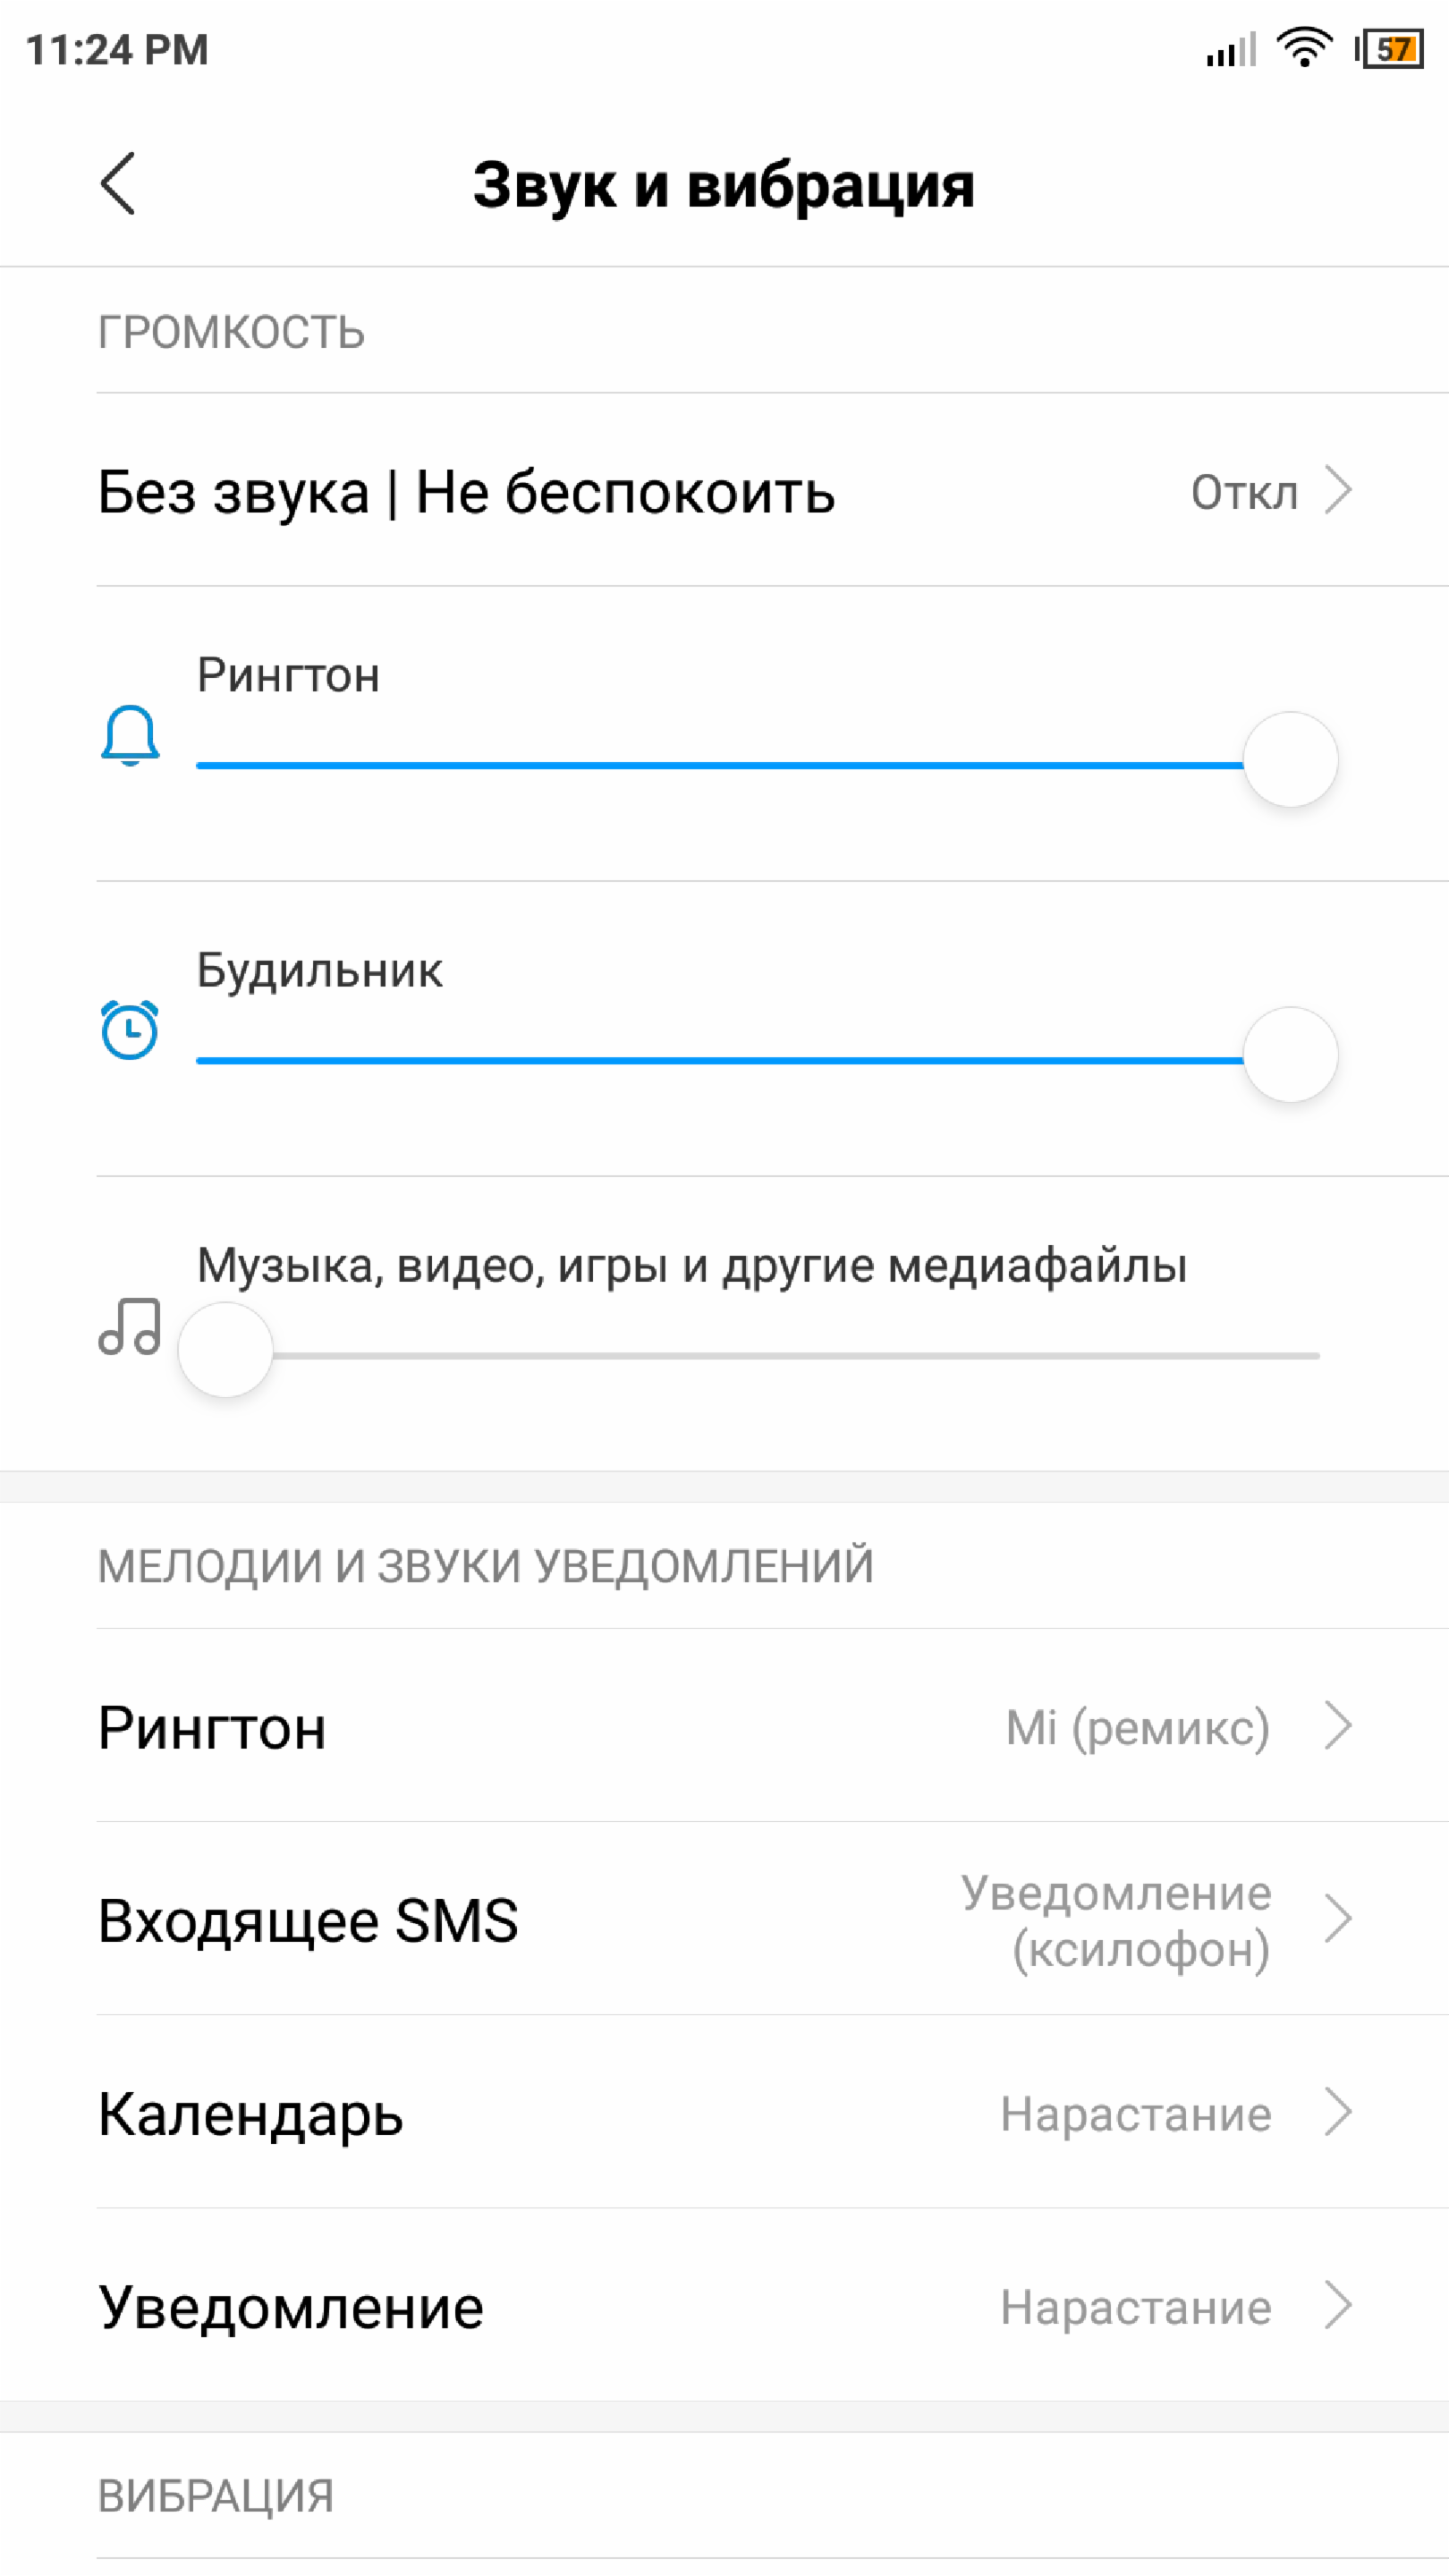 11:24 PM
57
Звук и вибрация
ГРОМКОСТЬ
Без звука | Не беспокоить
Откл
Рингтон
Будильник
Музыка, видео, игры и другие медиафайлы
МЕЛОДИИ И ЗВУКИ УВЕДОМЛЕНИЙ
Рингтон
Mi (ремикс)
Входящее SMS
Уведомление
(ксилофон)
Календарь
Нарастание
Уведомление
Нарастание
ВИБРАЦИЯ